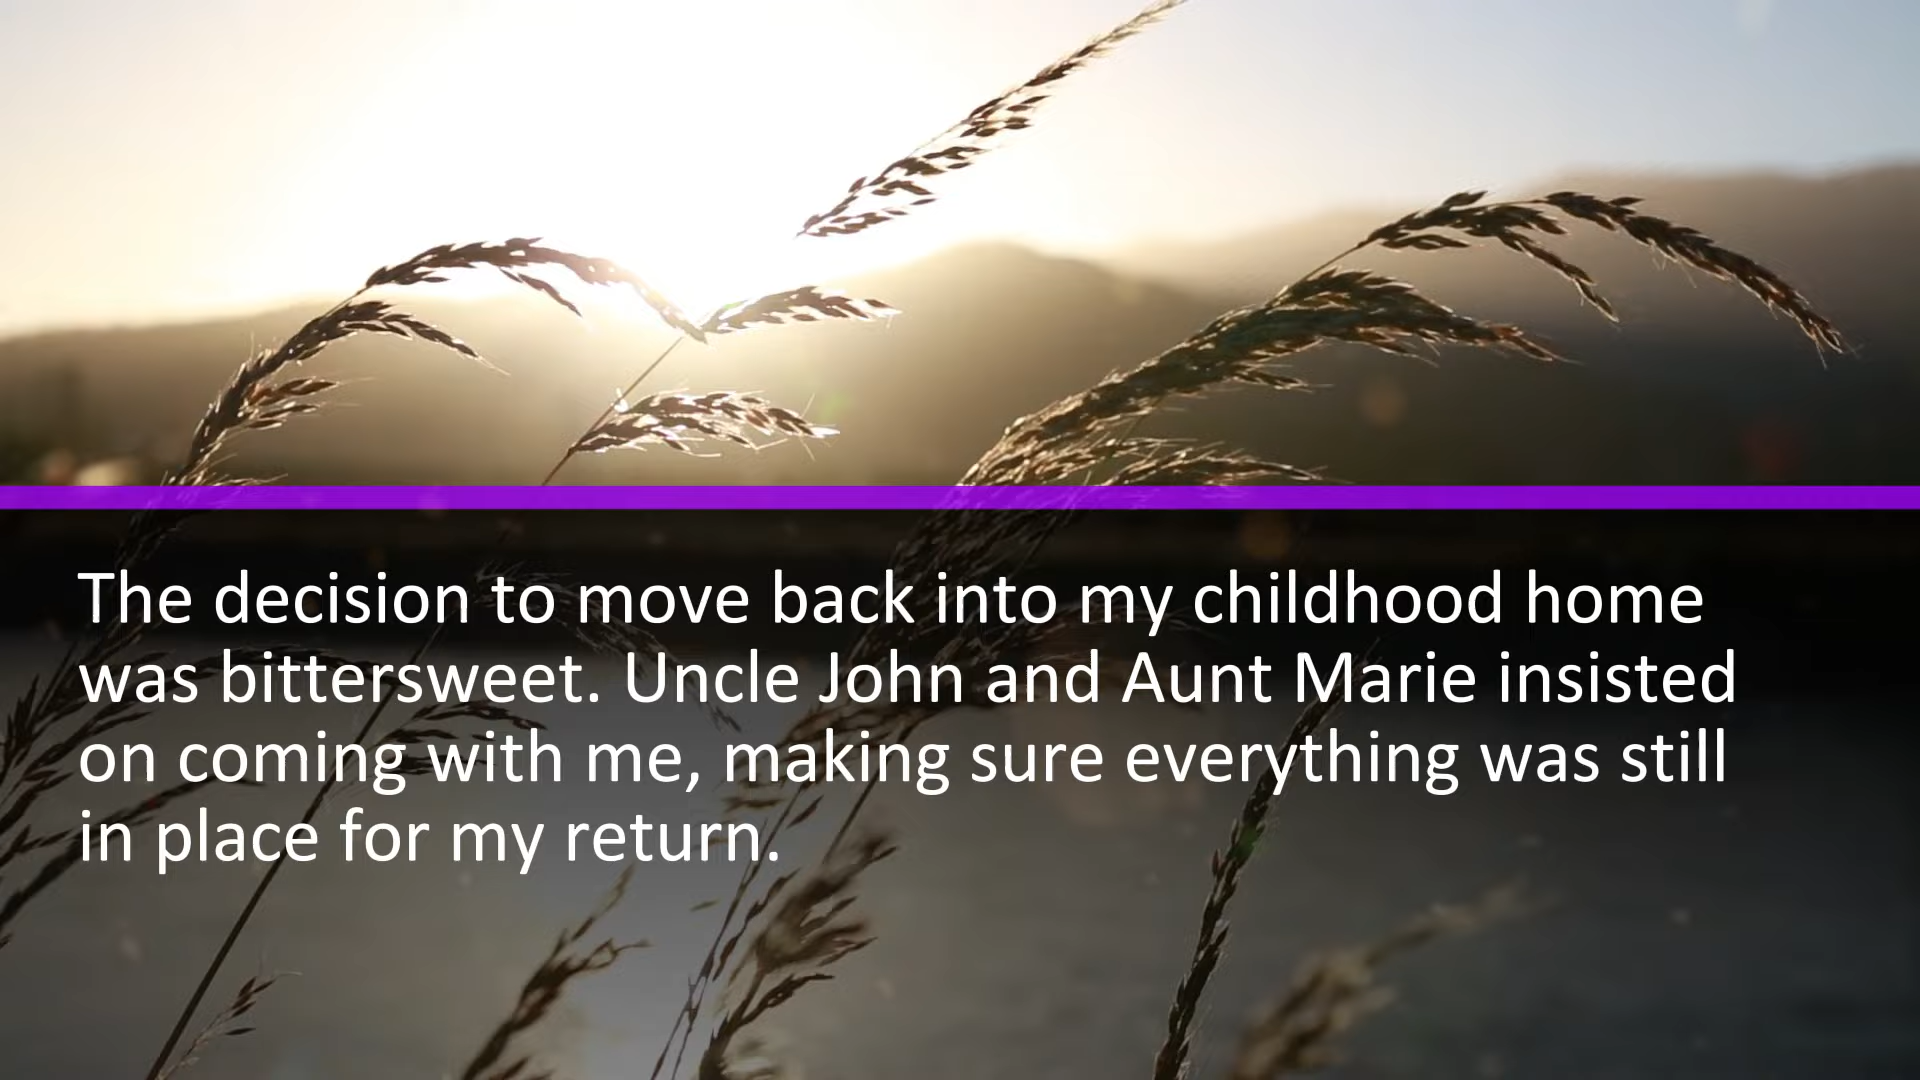 The decision to move back into my childhood home
was bittersweet. Uncle John and Aunt Marie insisted
on coming with me, making sure everything was still
in place for my return.